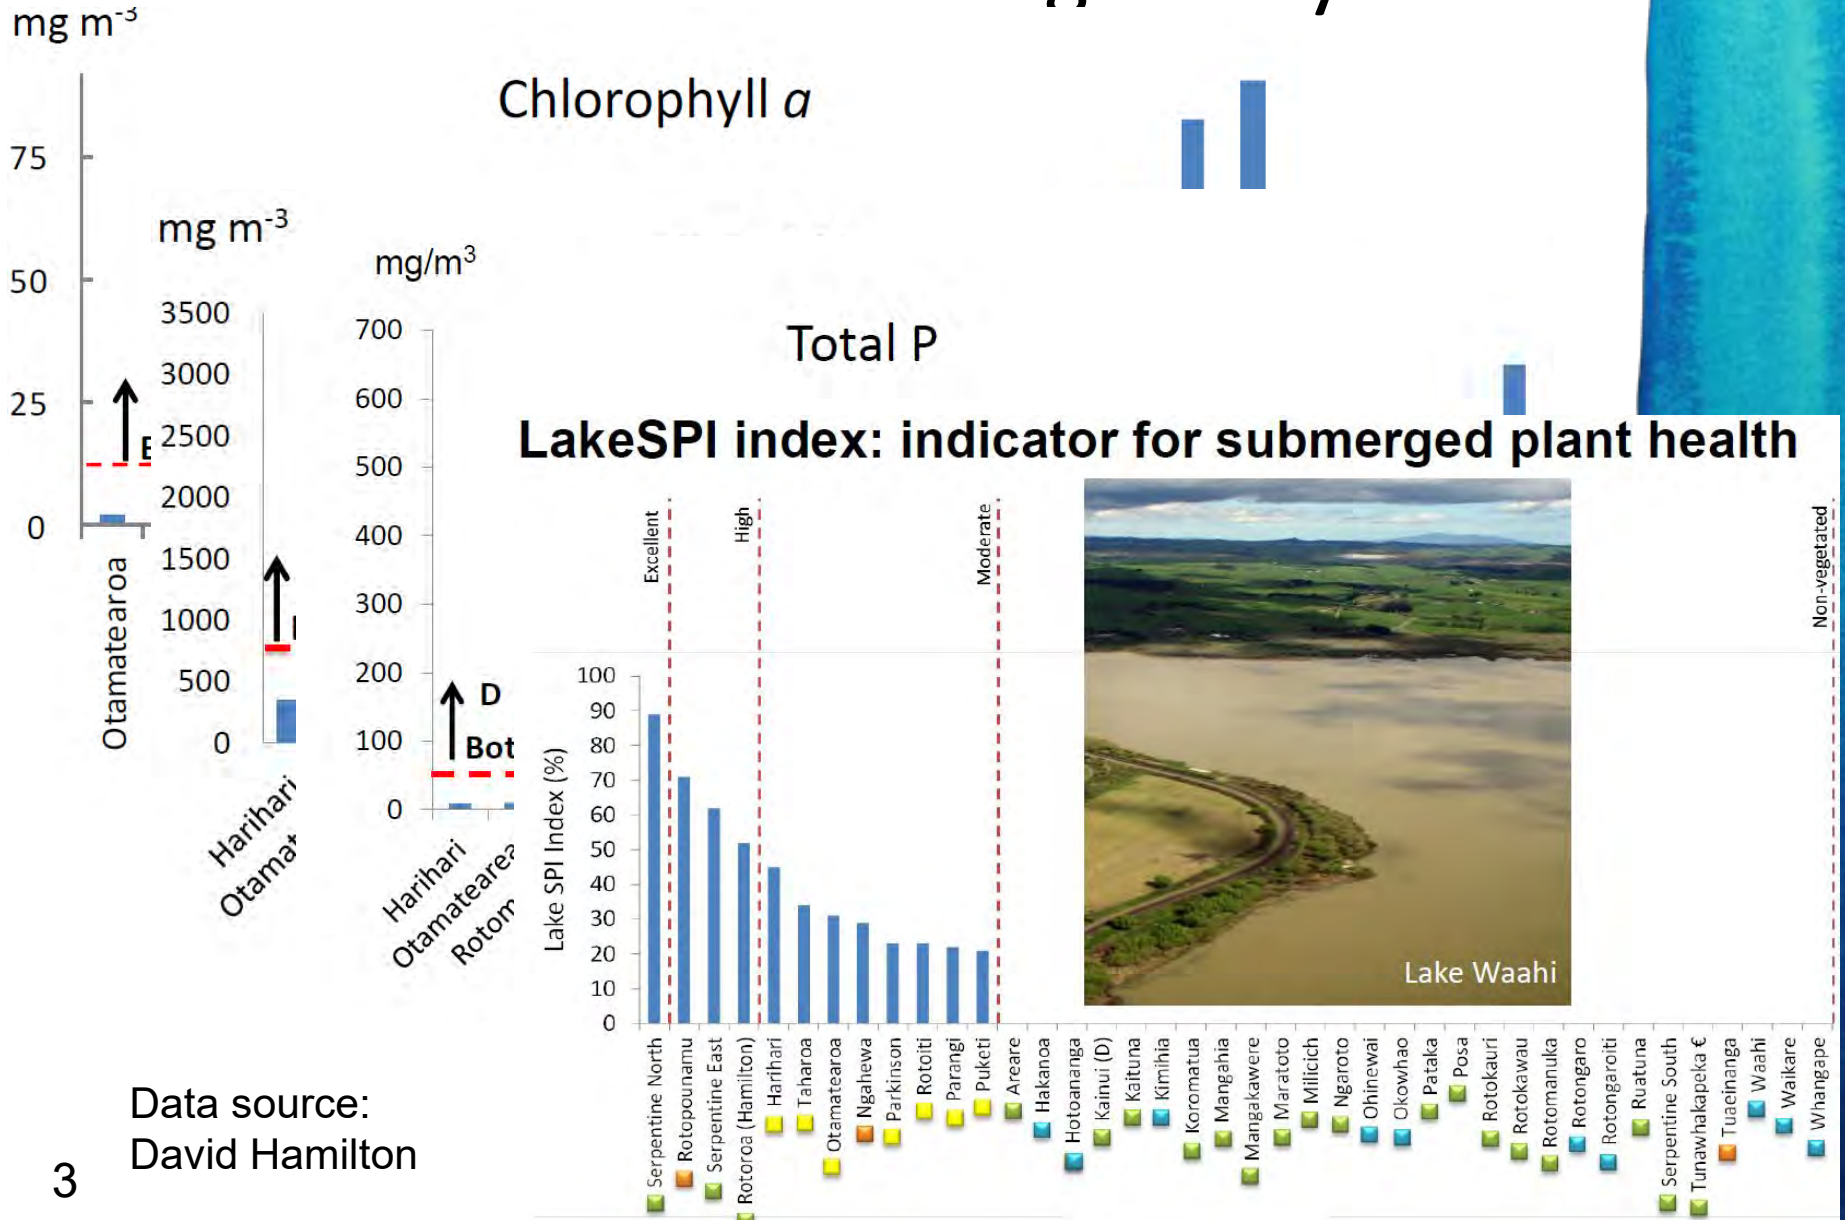 mg m-3
Chlorophyll a
75
50
25
0
Otamatearoa
mg m-3
3500
3000
2500
2000
1500
1000
500
0
Harihari
mg/m3
Total P
700
600
500
400
300
200
100
0
D
Bot
Harihari
LakeSPI index: indicator for submerged plant health
Excellent
High
Moderate
Non-vegetated
Lake SPI Index (%)
100
90
80
70
60
50
40
30
20
10
0
Lake Waahi
Serpentine North
Rotopounamu
Serpentine East
Rotoroa (Hamilton)
Harihari
Taharoa
Otamatearoa
Ngahewa
Parkinson
Rotoiti
Parangi
Puketi
Areare
Hakanoa
Hotoananga
Kainui (D)
Kaituna
Kimihia
Koromatua
Mangahia
Mangakawere
Maratoto
Milicich
Ngaroto
Ohinewai
Okowhao
Pataka
Posa
Rotokauri
Rotokawau
Rotomanuka
Rotongaro
Rotongaroiti
Ruatuna
Serpentine South
Tunawhakapeka €
Tuaeinanga
Waahi
Waikare
Whangape
Data source:
David Hamilton
3